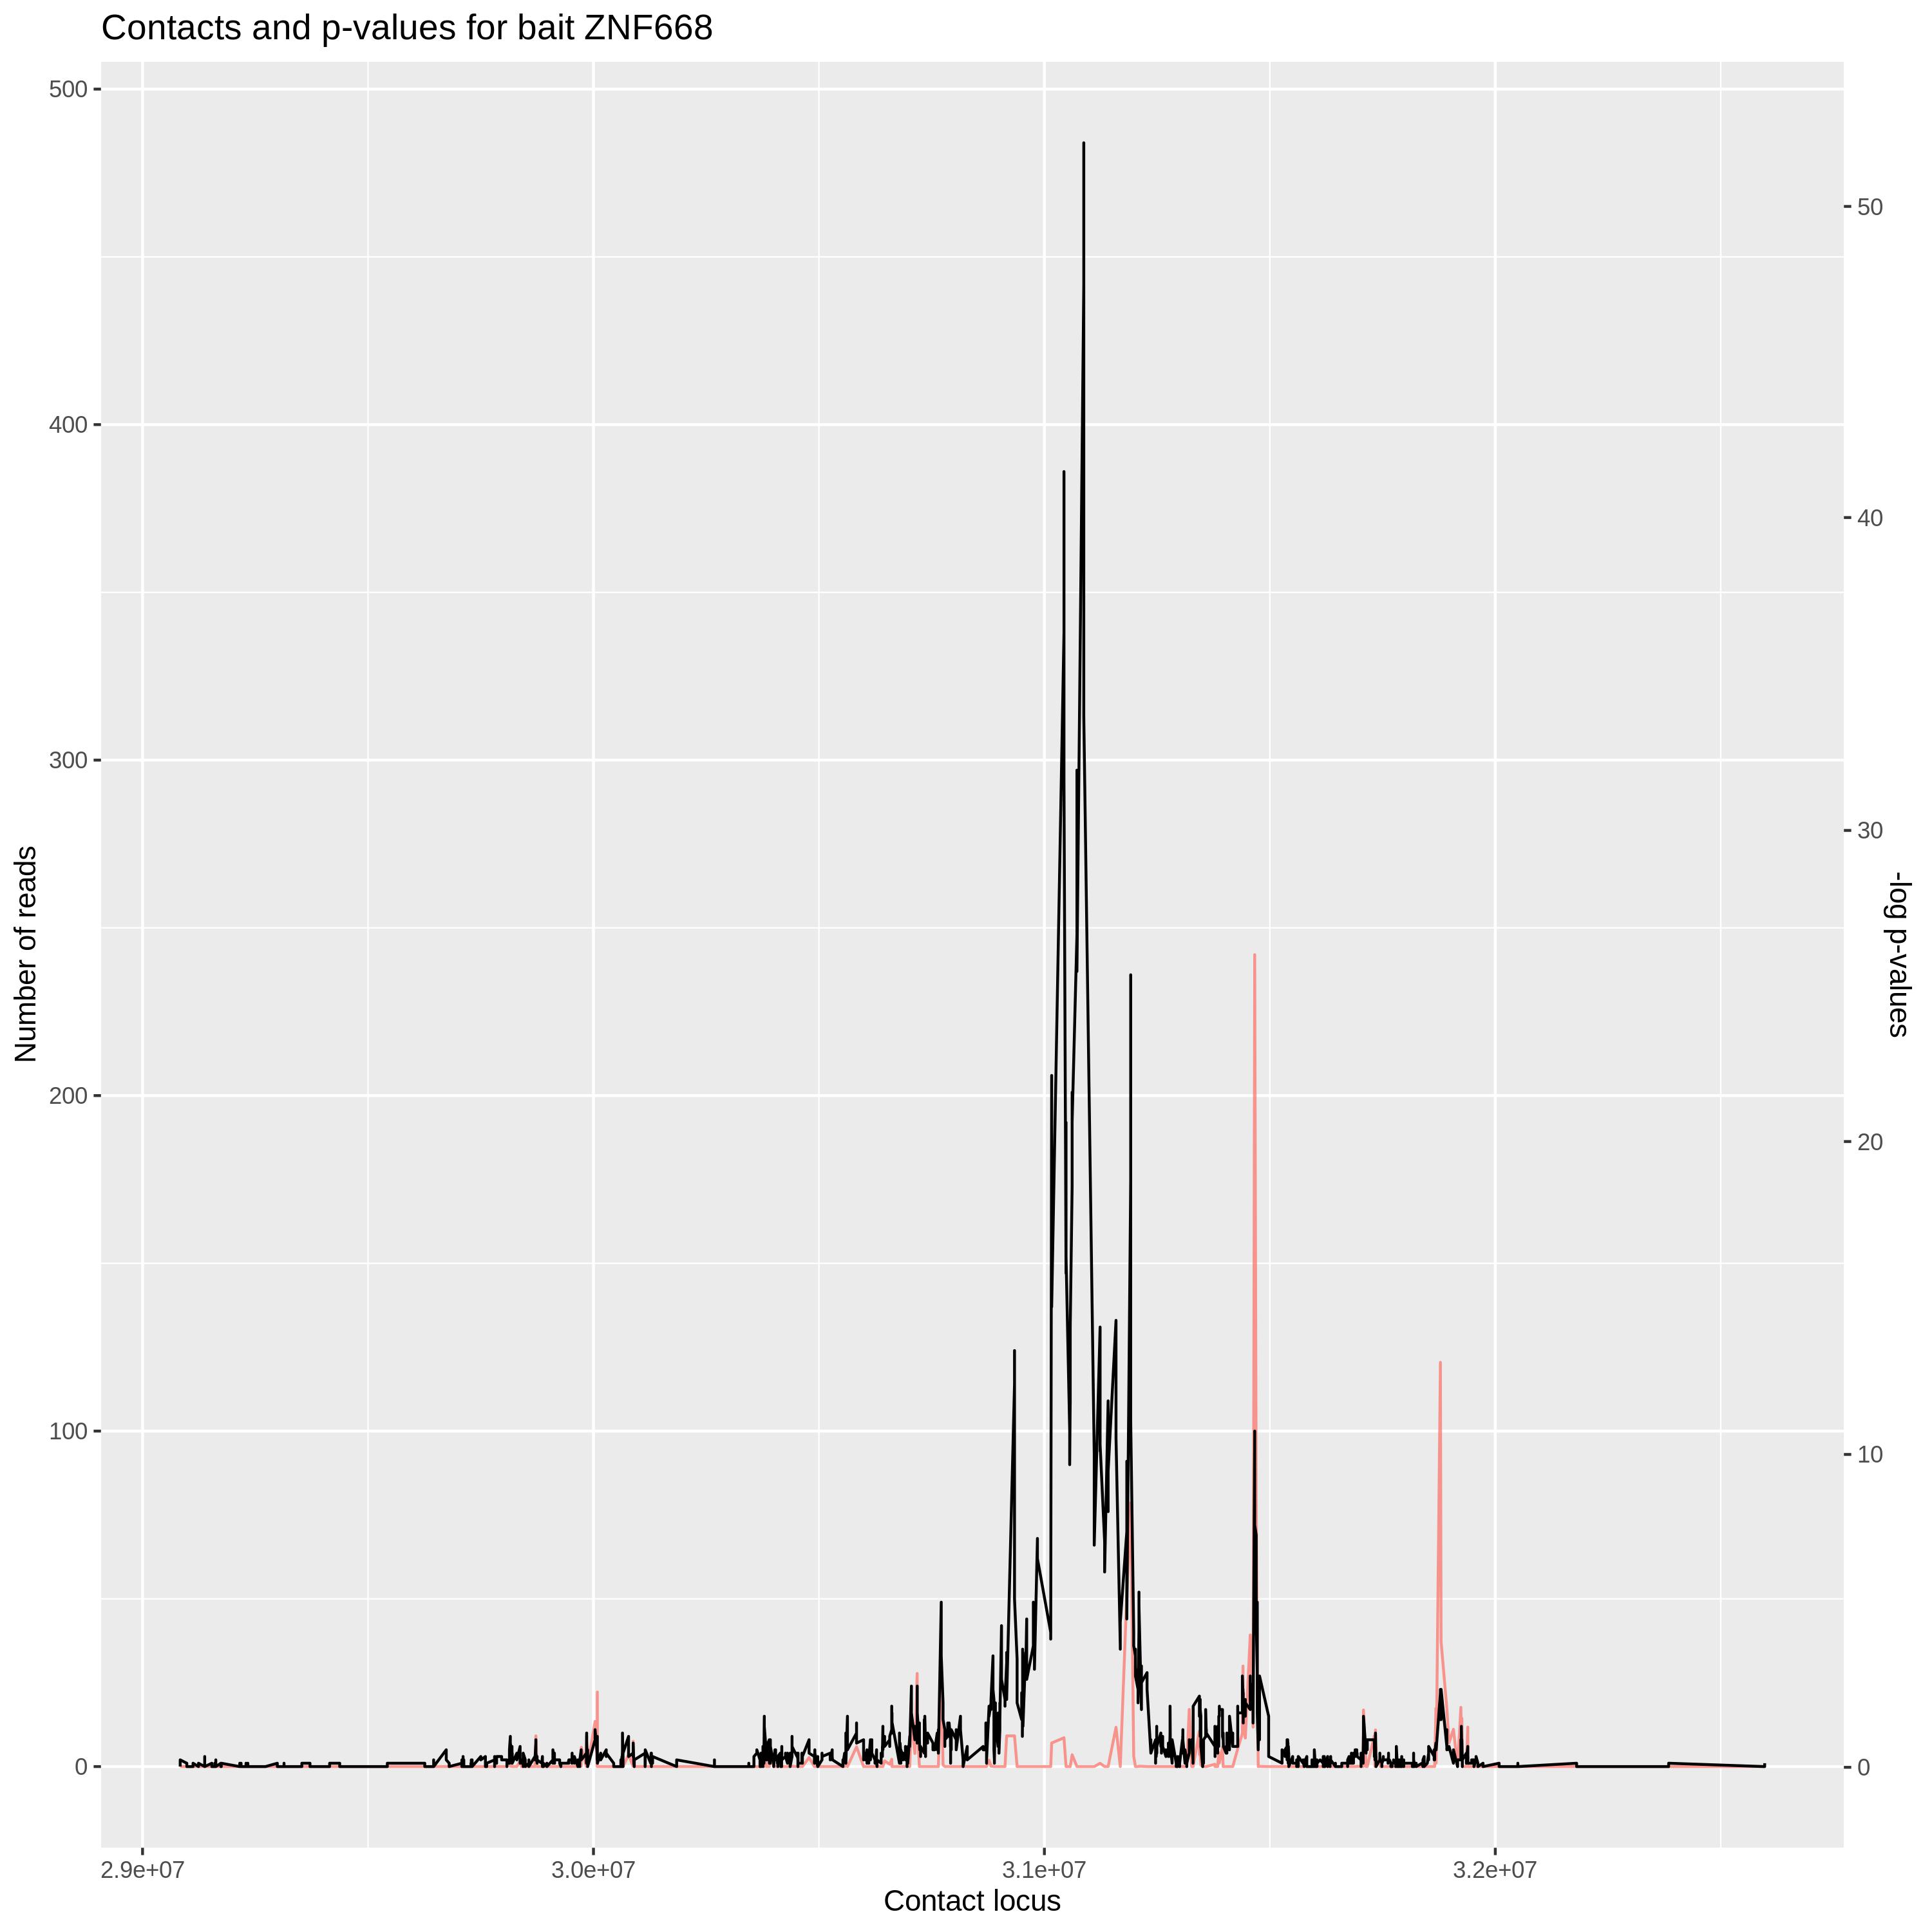 Contacts and p-values for bait ZNF668
500
400
300
200
100
0
Number of reads
50
40
30
20
10
0
-log p-values
2.9e+07
3.0e+07
3.1e+07
3.2e+07
Contact locus